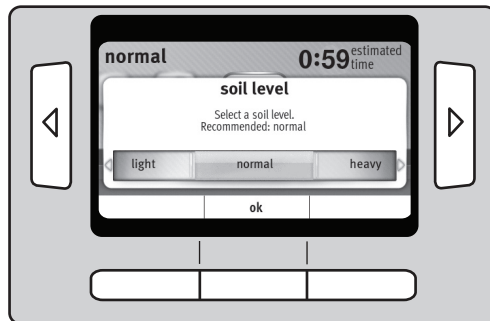 normal 0:59 estimated time
soil level
Select a soil level.
Recommended: normal
light normal heavy
ok